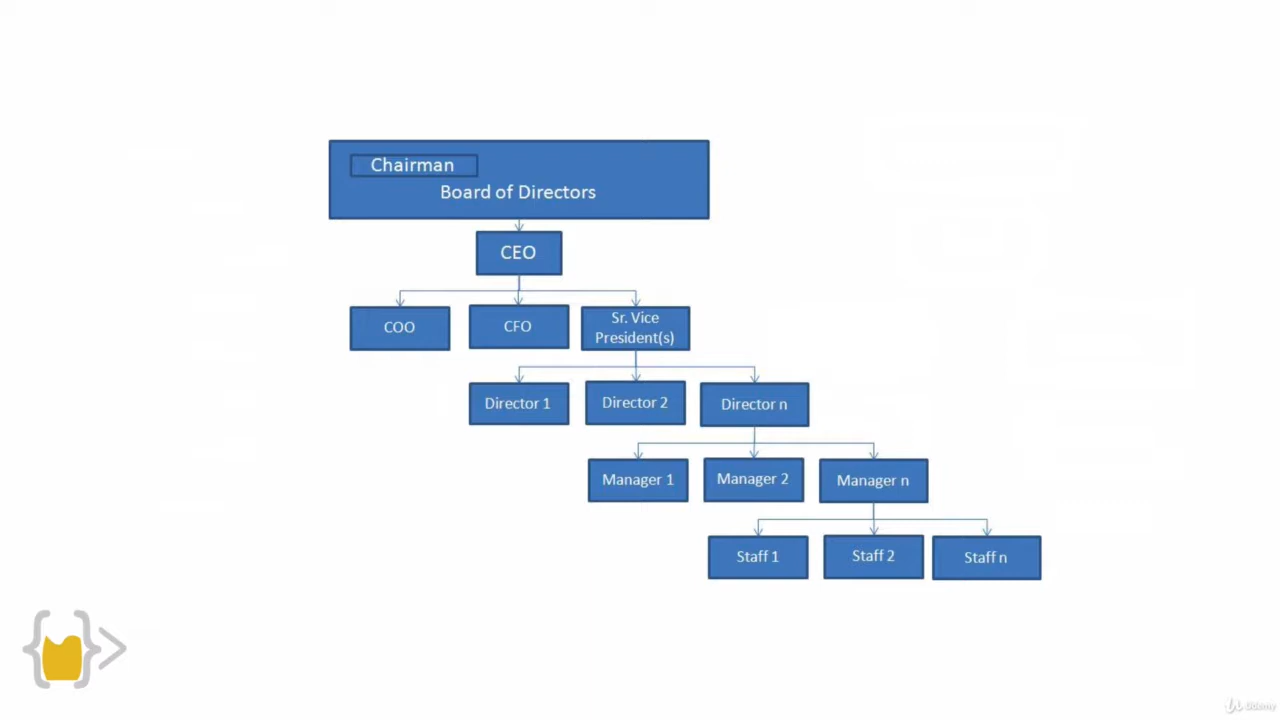 Chairman
Board of Directors
CEO
COO
CFO
Sr. Vice
President(s)
Director 1
Director 2
Director n
Manager 1
Manager 2
Manager n
Staff 1
Staff 2
Staff n
Udemy